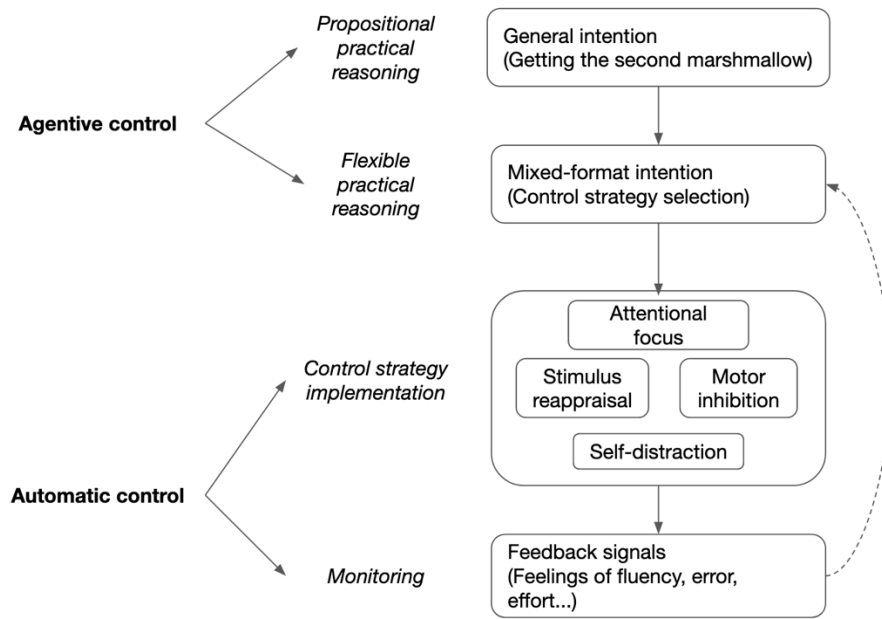 Propositional
practical
reasoning
General intention
(Getting the second marshmallow)
Agentive control
Flexible
practical
reasoning
Mixed-format intention
(Control strategy selection)
Attentional
focus
Control strategy
implementation
Stimulus
reappraisal
Motor
inhibition
Self-distraction
Automatic control
Monitoring
Feedback signals
(Feelings of fluency, error,
effort...)